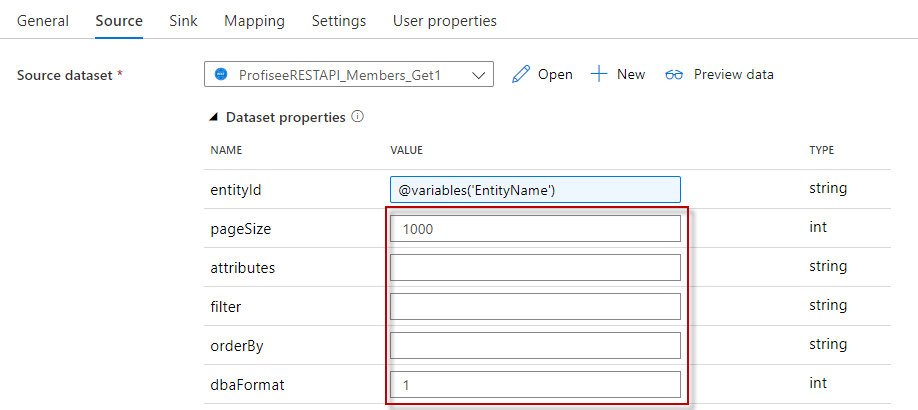 General Source Sink Mapping Settings User properties
Source dataset * ProfiseeRESTAPI_Members_Get1 Open New Preview data
Dataset properties
NAME VALUE TYPE
entityId @variables('EntityName') string
pageSize 1000 int
attributes string
filter string
orderBy string
dbaFormat 1 int